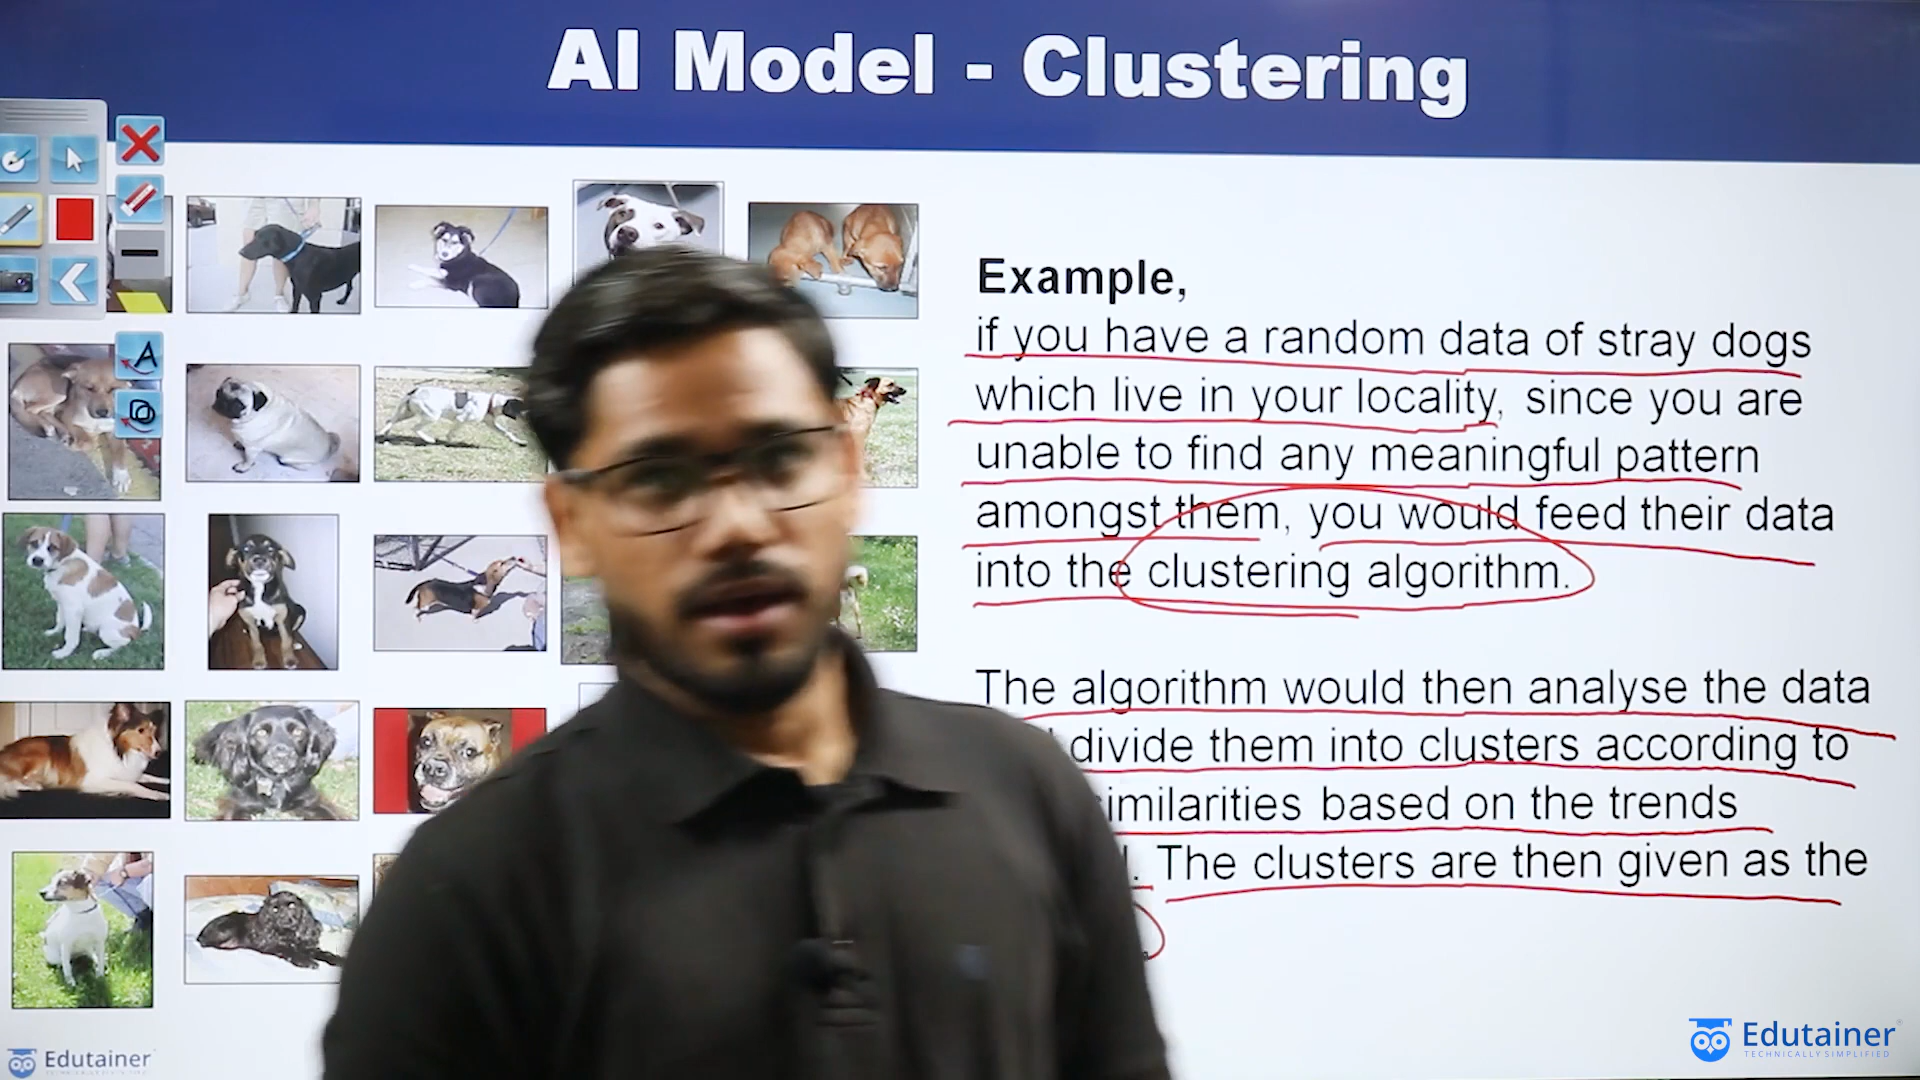 AI Model - Clustering
Example,
if you have a random data of stray dogs
which live in your locality, since you are
unable to find any meaningful pattern
amongst them, you would feed their data
into the clustering algorithm.
The algorithm would then analyse the data
divide them into clusters according to
similarities based on the trends
The clusters are then given as the
Edutainer
TECHNICALLY SIMPLIFIED
Edutainer